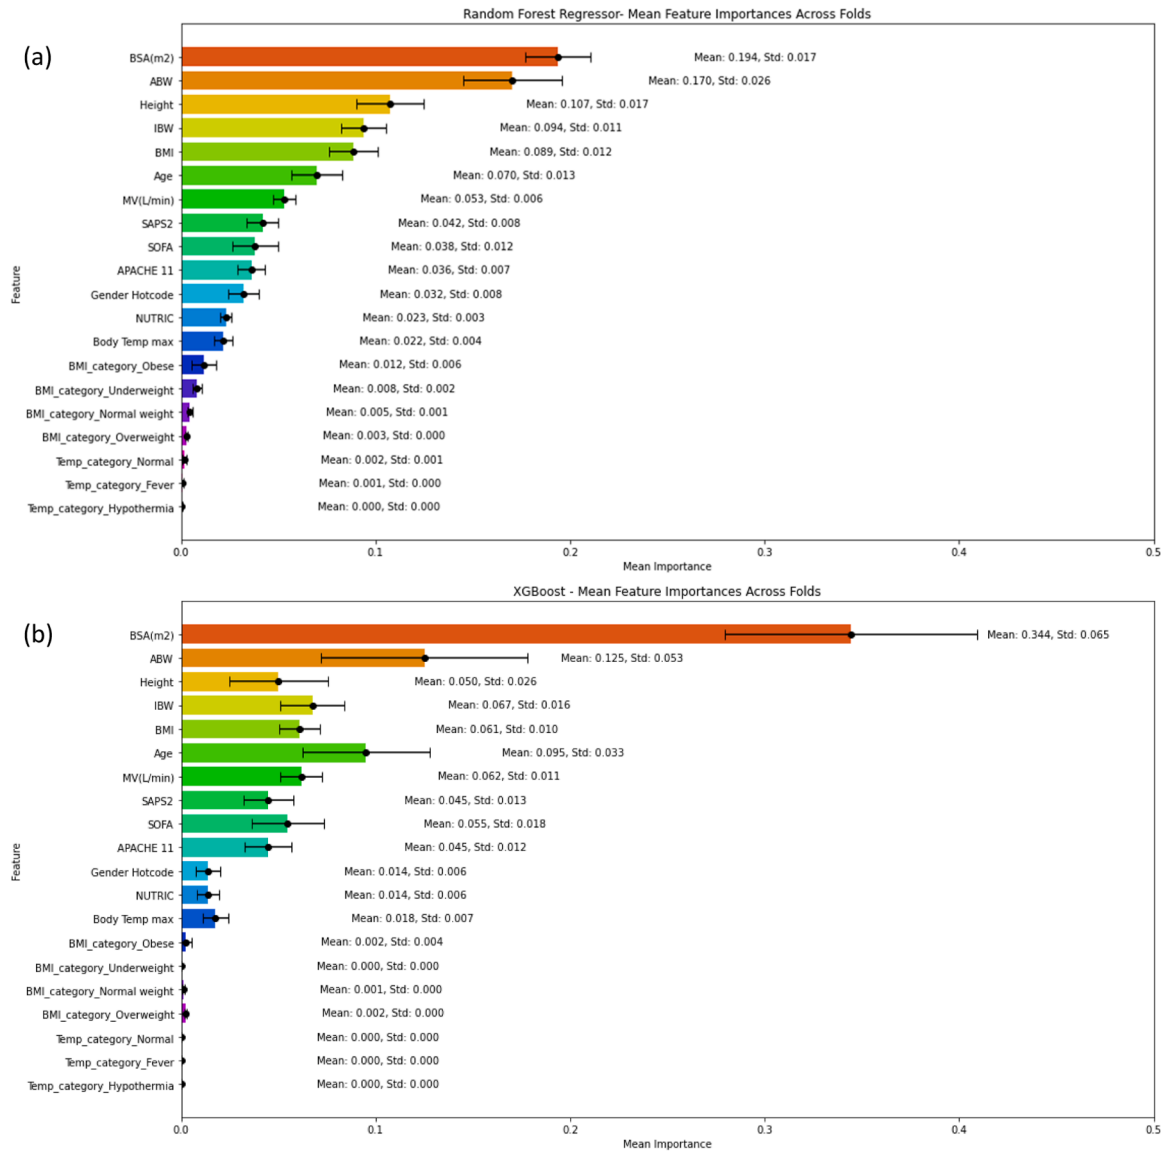 Random Forest Regressor- Mean Feature Importances Across Folds
(a)
Feature
BSA(m2) Mean: 0.194, Std: 0.017
ABW Mean: 0.170, Std: 0.026
Height Mean: 0.107, Std: 0.017
IBW Mean: 0.094, Std: 0.011
BMI Mean: 0.089, Std: 0.012
Age Mean: 0.070, Std: 0.013
MV(L/min) Mean: 0.053, Std: 0.006
SAPS2 Mean: 0.042, Std: 0.008
SOFA Mean: 0.038, Std: 0.012
APACHE 11 Mean: 0.036, Std: 0.007
Gender Hotcode Mean: 0.032, Std: 0.008
NUTRIC Mean: 0.023, Std: 0.003
Body Temp max Mean: 0.022, Std: 0.004
BMI_category_Obese Mean: 0.012, Std: 0.006
BMI_category_Underweight Mean: 0.008, Std: 0.002
BMI_category_Normal weight Mean: 0.005, Std: 0.001
BMI_category_Overweight Mean: 0.003, Std: 0.000
Temp_category_Normal Mean: 0.002, Std: 0.001
Temp_category_Fever Mean: 0.001, Std: 0.000
Temp_category_Hypothermia Mean: 0.000, Std: 0.000
0.0 0.1 0.2 0.3 0.4 0.5
Mean Importance
XGBoost - Mean Feature Importances Across Folds
(b)
Feature
BSA(m2) Mean: 0.344, Std: 0.065
ABW Mean: 0.125, Std: 0.053
Height Mean: 0.050, Std: 0.026
IBW Mean: 0.067, Std: 0.016
BMI Mean: 0.061, Std: 0.010
Age Mean: 0.095, Std: 0.033
MV(L/min) Mean: 0.062, Std: 0.011
SAPS2 Mean: 0.045, Std: 0.013
SOFA Mean: 0.055, Std: 0.018
APACHE 11 Mean: 0.045, Std: 0.012
Gender Hotcode Mean: 0.014, Std: 0.006
NUTRIC Mean: 0.014, Std: 0.006
Body Temp max Mean: 0.018, Std: 0.007
BMI_category_Obese Mean: 0.002, Std: 0.004
BMI_category_Underweight Mean: 0.000, Std: 0.000
BMI_category_Normal weight Mean: 0.001, Std: 0.000
BMI_category_Overweight Mean: 0.002, Std: 0.000
Temp_category_Normal Mean: 0.000, Std: 0.000
Temp_category_Fever Mean: 0.000, Std: 0.000
Temp_category_Hypothermia Mean: 0.000, Std: 0.000
0.0 0.1 0.2 0.3 0.4 0.5
Mean Importance